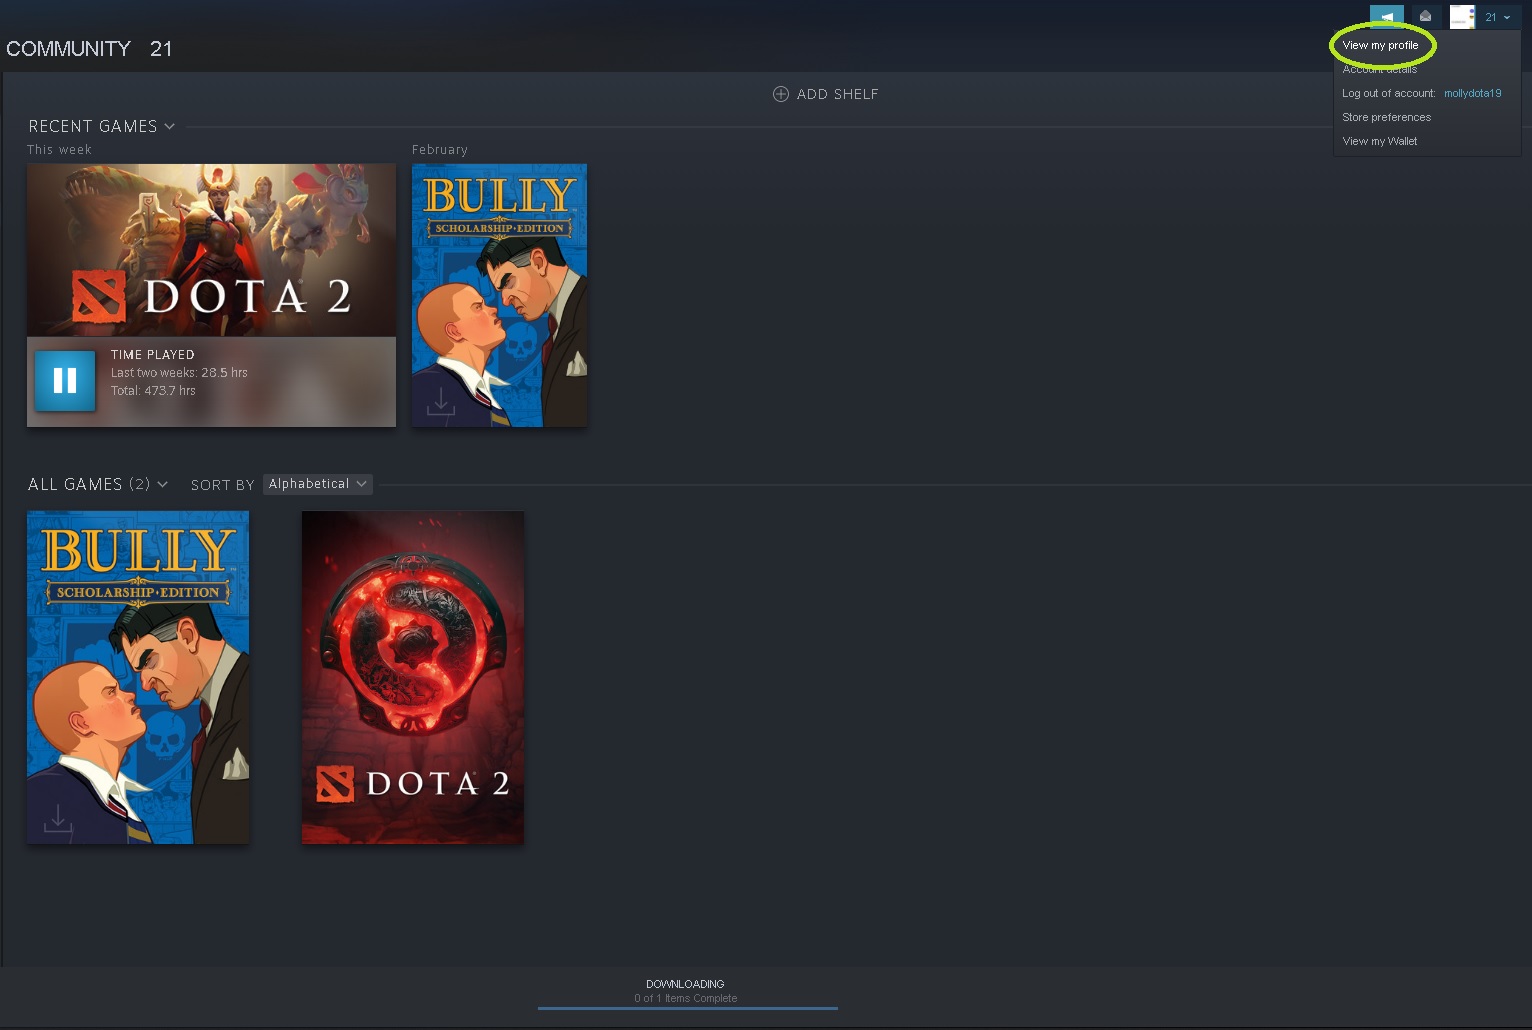 21
COMMUNITY 21
View my profile
Account details
Log out of account: mollydota19
Store preferences
View my Wallet
ADD SHELF
RECENT GAMES
This week
February
DOTA 2
BULLY
SCHOLARSHIP·EDITION
TIME PLAYED
Last two weeks: 28.5 hrs
Total: 473.7 hrs
ALL GAMES (2) SORT BY Alphabetical
BULLY
SCHOLARSHIP·EDITION
DOTA 2
DOWNLOADING
0 of 1 Items Complete